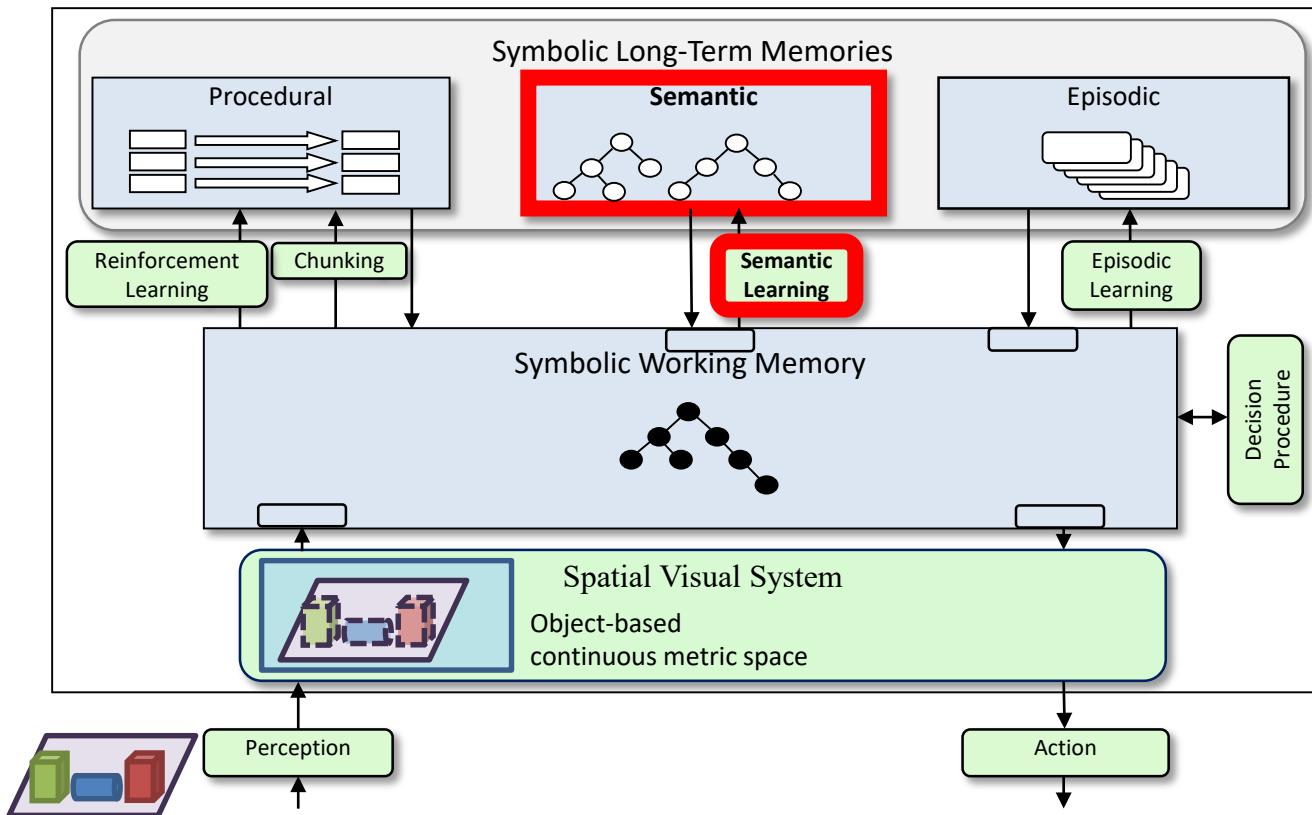 Symbolic Long-Term Memories
Procedural
Semantic
Episodic
Reinforcement
Learning
Chunking
Semantic
Learning
Episodic
Learning
Symbolic Working Memory
Decision
Procedure
Spatial Visual System
Object-based
continuous metric space
Perception
Action